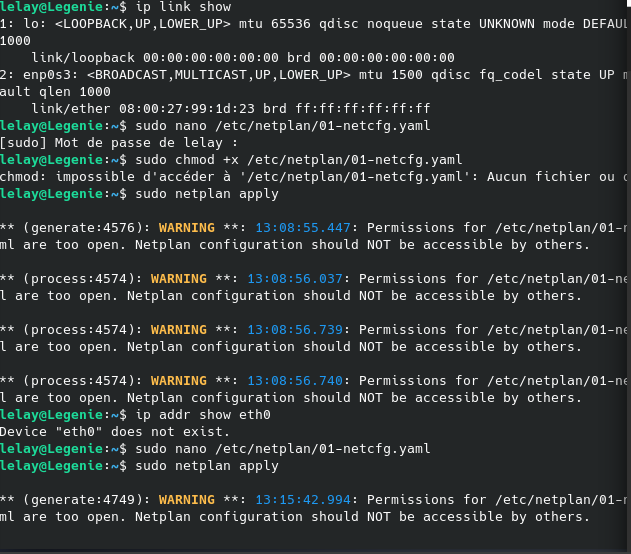 lelay@Legenie:~$ ip link show
1: lo: <LOOPBACK,UP,LOWER_UP> mtu 65536 qdisc noqueue state UNKNOWN mode DEFAUL
1000
    link/loopback 00:00:00:00:00:00 brd 00:00:00:00:00:00
2: enp0s3: <BROADCAST,MULTICAST,UP,LOWER_UP> mtu 1500 qdisc fq_codel state UP m
ault qlen 1000
    link/ether 08:00:27:99:1d:23 brd ff:ff:ff:ff:ff:ff
lelay@Legenie:~$ sudo nano /etc/netplan/01-netcfg.yaml
[sudo] Mot de passe de lelay :
lelay@Legenie:~$ sudo chmod +x /etc/netplan/01-netcfg.yaml
chmod: impossible d'accéder à '/etc/netplan/01-netcfg.yaml': Aucun fichier ou d
lelay@Legenie:~$ sudo netplan apply

** (generate:4576): WARNING **: 13:08:55.447: Permissions for /etc/netplan/01-n
ml are too open. Netplan configuration should NOT be accessible by others.

** (process:4574): WARNING **: 13:08:56.037: Permissions for /etc/netplan/01-ne
l are too open. Netplan configuration should NOT be accessible by others.

** (process:4574): WARNING **: 13:08:56.739: Permissions for /etc/netplan/01-ne
l are too open. Netplan configuration should NOT be accessible by others.

** (process:4574): WARNING **: 13:08:56.740: Permissions for /etc/netplan/01-ne
l are too open. Netplan configuration should NOT be accessible by others.
lelay@Legenie:~$ ip addr show eth0
Device "eth0" does not exist.
lelay@Legenie:~$ sudo nano /etc/netplan/01-netcfg.yaml
lelay@Legenie:~$ sudo netplan apply

** (generate:4749): WARNING **: 13:15:42.994: Permissions for /etc/netplan/01-n
ml are too open. Netplan configuration should NOT be accessible by others.